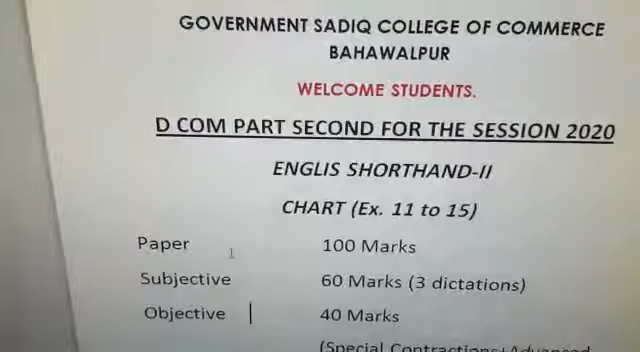 GOVERNMENT SADIQ COLLEGE OF COMMERCE
BAHAWALPUR
WELCOME STUDENTS.
D COM PART SECOND FOR THE SESSION 2020
ENGLIS SHORTHAND-II
CHART (Ex. 11 to 15)
Paper 100 Marks
Subjective 60 Marks (3 dictations)
Objective 40 Marks
(Special Contractions+Advanced